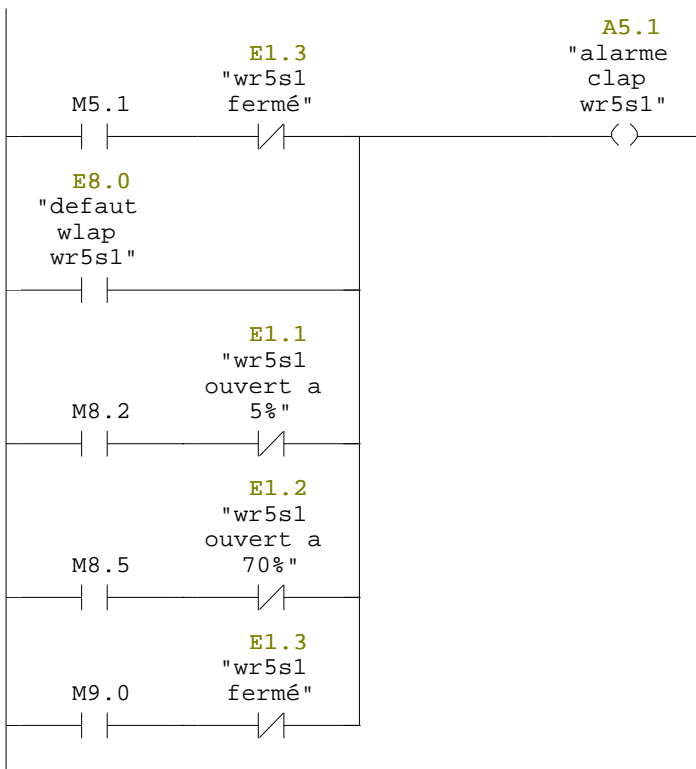 A5.1
E1.3
"alarme
"wr5s1
clap
M5.1
fermé"
wr5s1"
E8.0
"defaut
wlap
wr5s1"
E1.1
"wr5s1
ouvert a
M8.2
5%"
E1.2
"wr5s1
ouvert a
M8.5
70%"
E1.3
"wr5s1
M9.0
fermé"